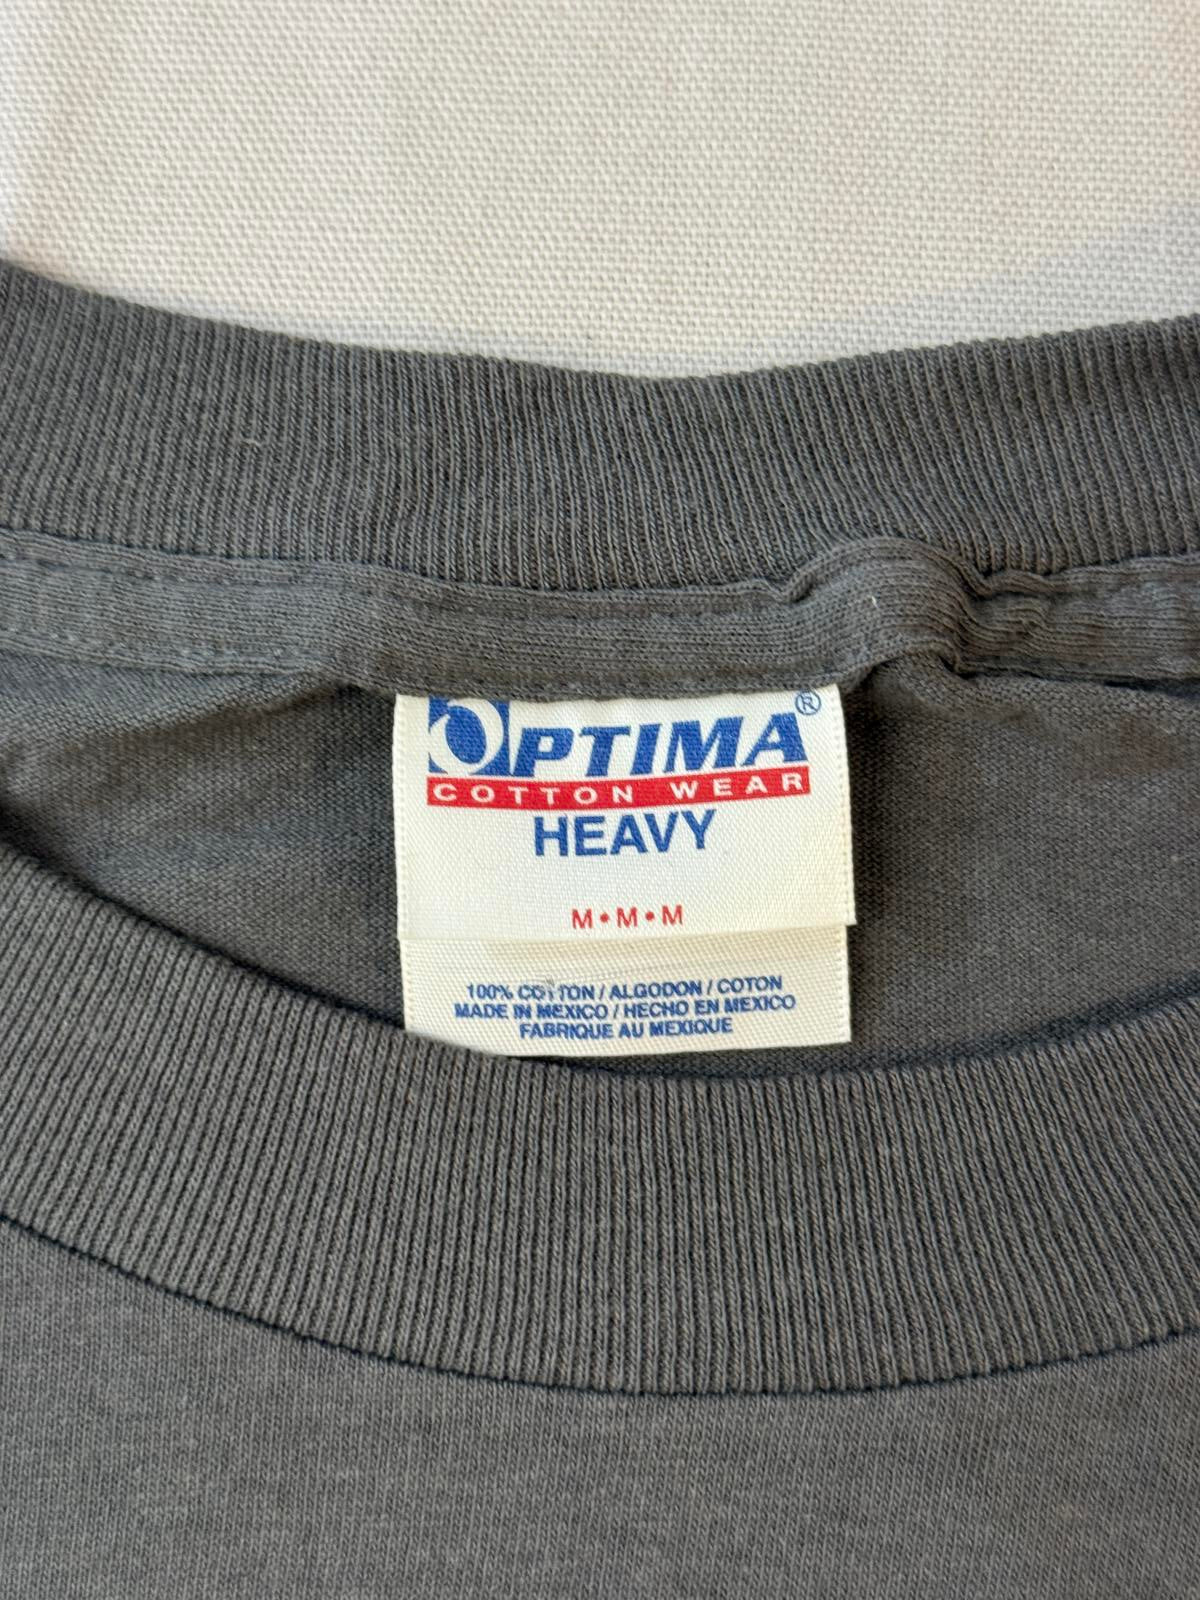 OPTIMA®
COTTON WEAR
HEAVY
M•M•M
100% COTTON / ALGODON / COTON
MADE IN MEXICO / HECHO EN MEXICO
FABRIQUE AU MEXIQUE